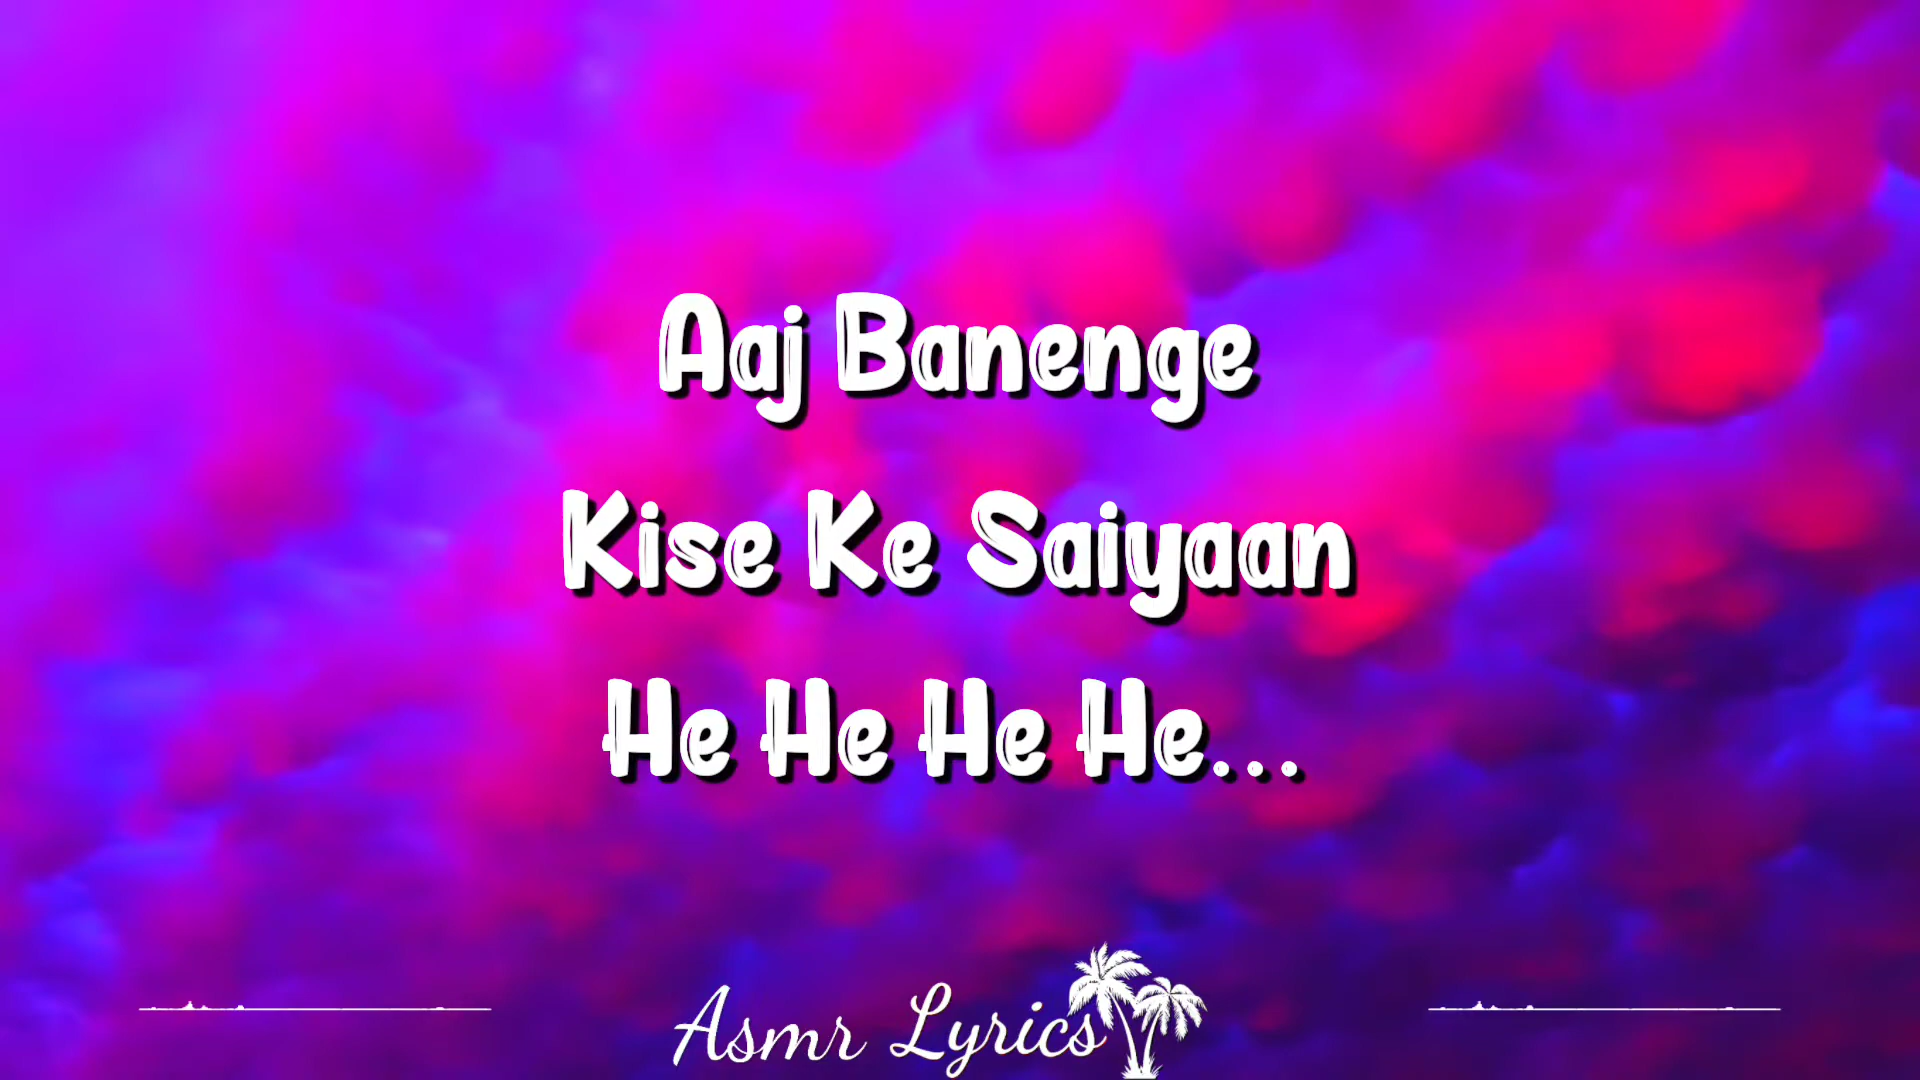 Aaj Banenge
Kise Ke Saiyaan
He He He He...
Asmr Lyrics